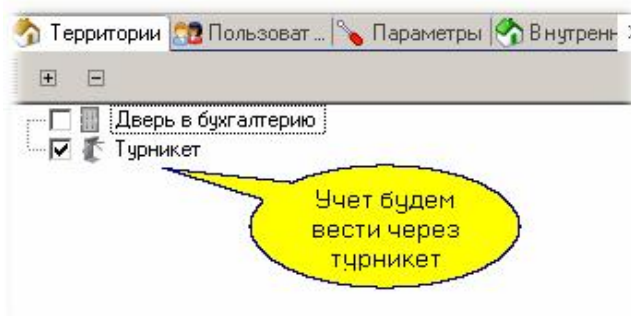 Территории Пользоват ... Параметры Внутренн
Дверь в бухгалтерию
Турникет
Учет будем
вести через
турникет